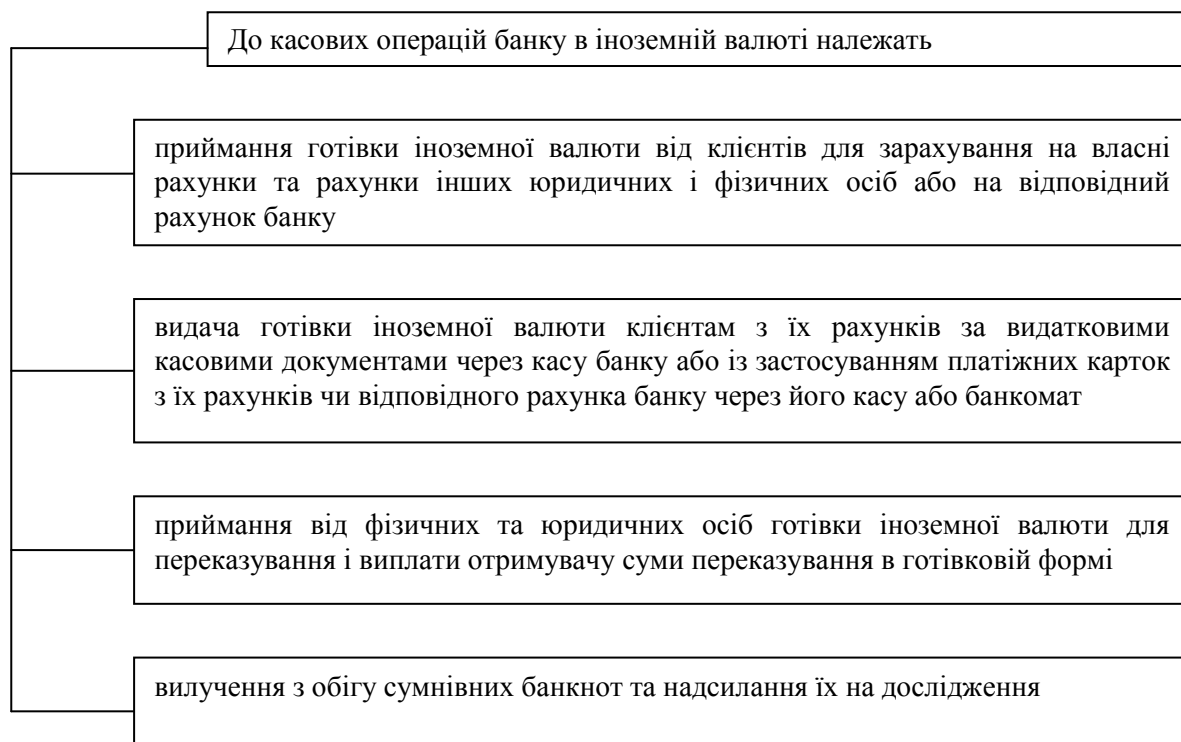 До касових операцій банку в іноземній валюті належать
приймання готівки іноземної валюти від клієнтів для зарахування на власні
рахунки та рахунки інших юридичних і фізичних осіб або на відповідний
рахунок банку
видача готівки іноземної валюти клієнтам з їх рахунків за видатковими
касовими документами через касу банку або із застосуванням платіжних карток
з їх рахунків чи відповідного рахунка банку через його касу або банкомат
приймання від фізичних та юридичних осіб готівки іноземної валюти для
переказування і виплати отримувачу суми переказування в готівковій формі
вилучення з обігу сумнівних банкнот та надсилання їх на дослідження